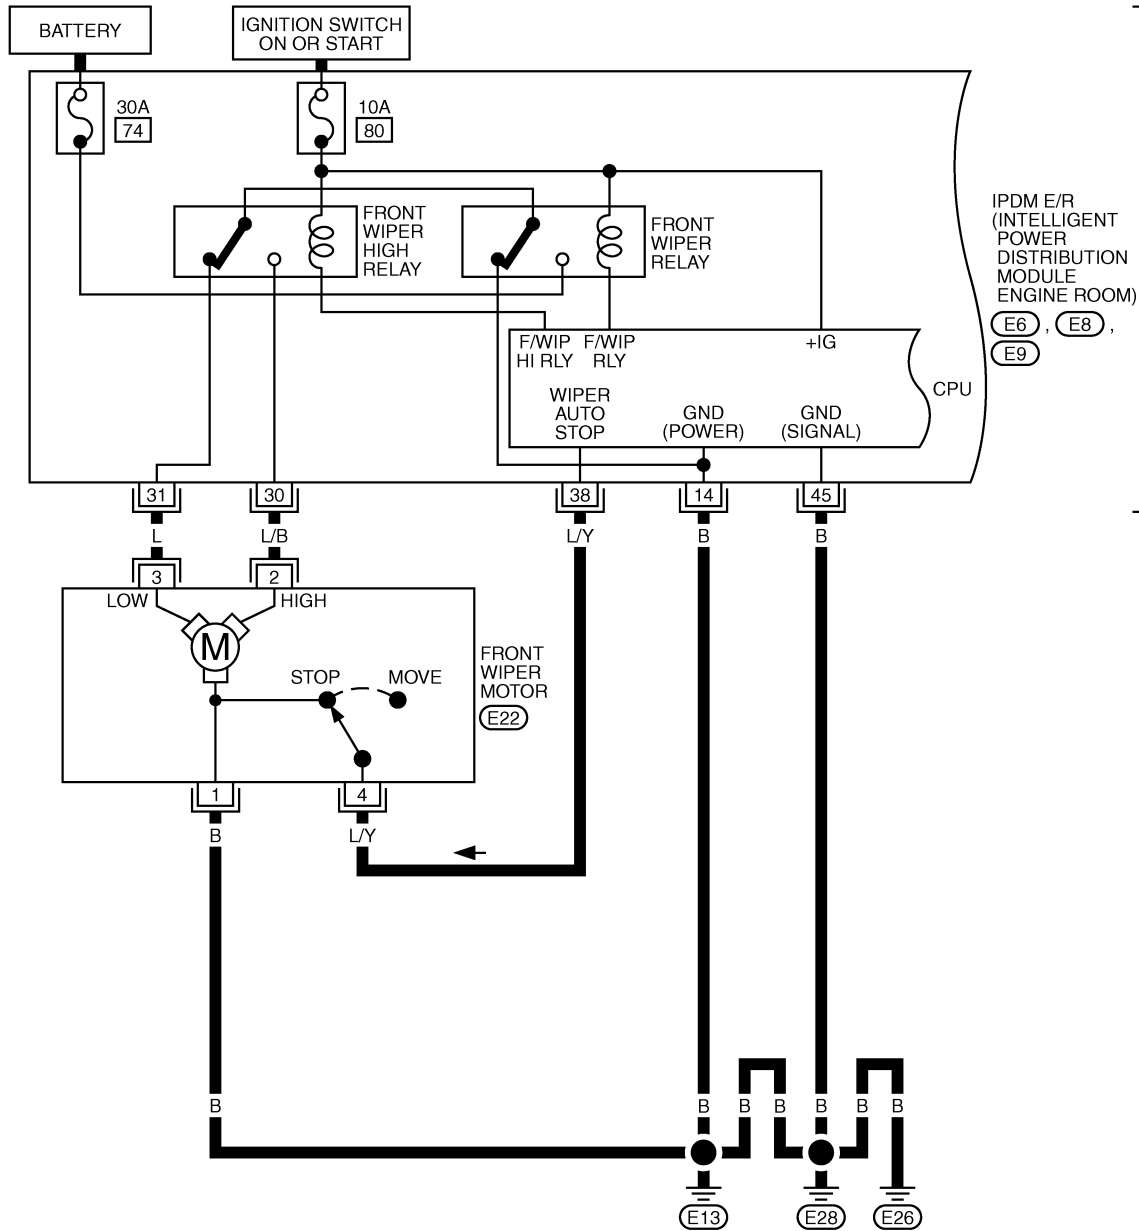 BATTERY
IGNITION SWITCH
ON OR START
30A
74
10A
80
FRONT
WIPER
HIGH
RELAY
FRONT
WIPER
RELAY
IPDM E/R
(INTELLIGENT
POWER
DISTRIBUTION
MODULE
ENGINE ROOM)
E6 , E8 ,
E9
F/WIP
HI RLY
F/WIP
RLY
+IG
CPU
WIPER
AUTO
STOP
GND
(POWER)
GND
(SIGNAL)
31
30
38
14
45
L
L/B
L/Y
B
B
3
2
LOW
HIGH
M
STOP
MOVE
FRONT
WIPER
MOTOR
E22
1
4
B
L/Y
B
B
B
B
B
B
B
E13
E28
E26